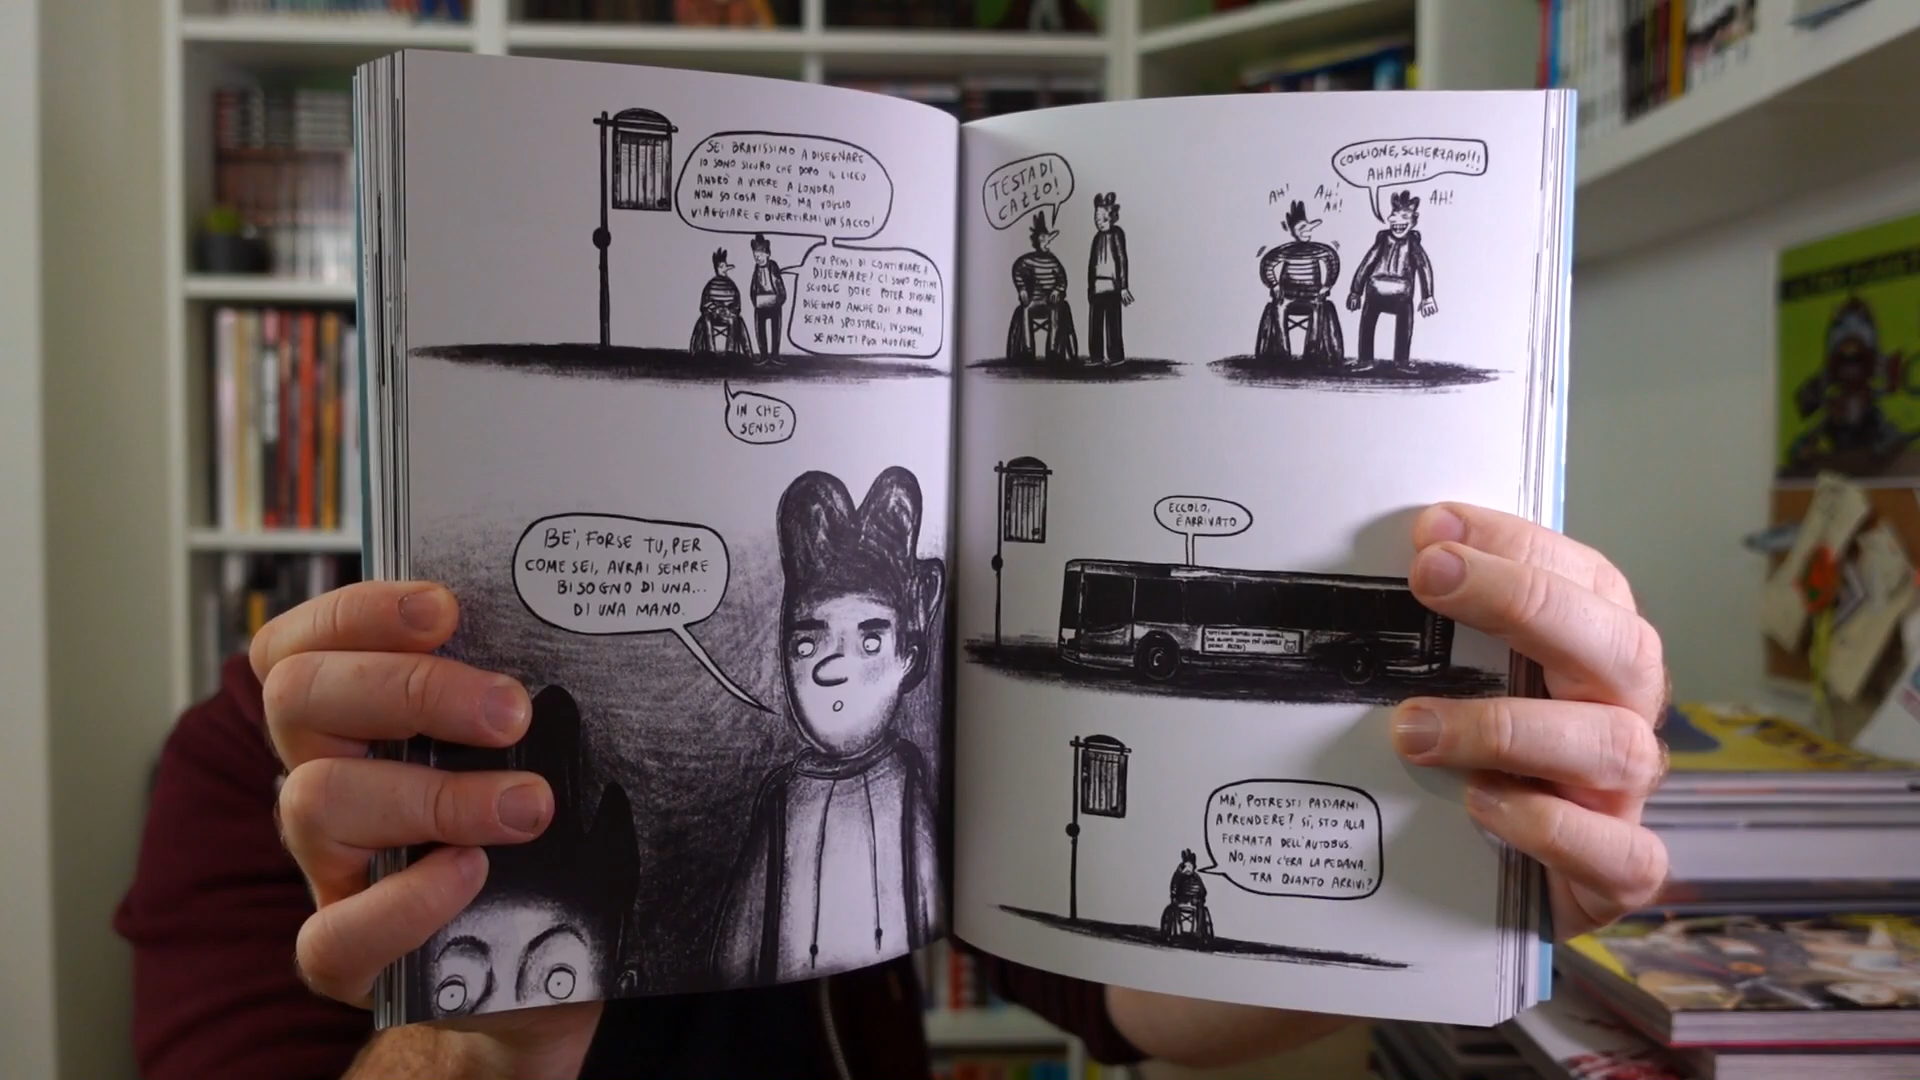 SEI BRAVISSIMO A DISEGNARE
IO SONO SICURO CHE DOPO IL LICEO
ANDRÒ A VIVERE A LONDRA
NON SO COSA FARÒ, MA VOGLIO
VIAGGIARE E DIVERTIRMI UN SACCO!
TU PENSI DI CONTINUARE A
DISEGNARE? CI SONO OTTIME
SCUOLE DOVE POTER STUDIARE
DISEGNO ANCHE QUI A ROMA
SENZA SPOSTARSI, INSOMMA,
SE NON TI PUOI MUOVERE.
IN CHE
SENSO?
BE', FORSE TU, PER
COME SEI, AVRAI SEMPRE
BISOGNO DI UNA...
DI UNA MANO.
TESTA DI
CAZZO!
COGLIONE, SCHERZAVO!!!
AHAHAH!
AH!
AH!
AH!
AH!
ECCOLO,
È ARRIVATO
MA', POTRESTI PASSARMI
A PRENDERE? SÌ, STO ALLA
FERMATA DELL'AUTOBUS.
NO, NON C'ERA LA PEDANA.
TRA QUANTO ARRIVI?